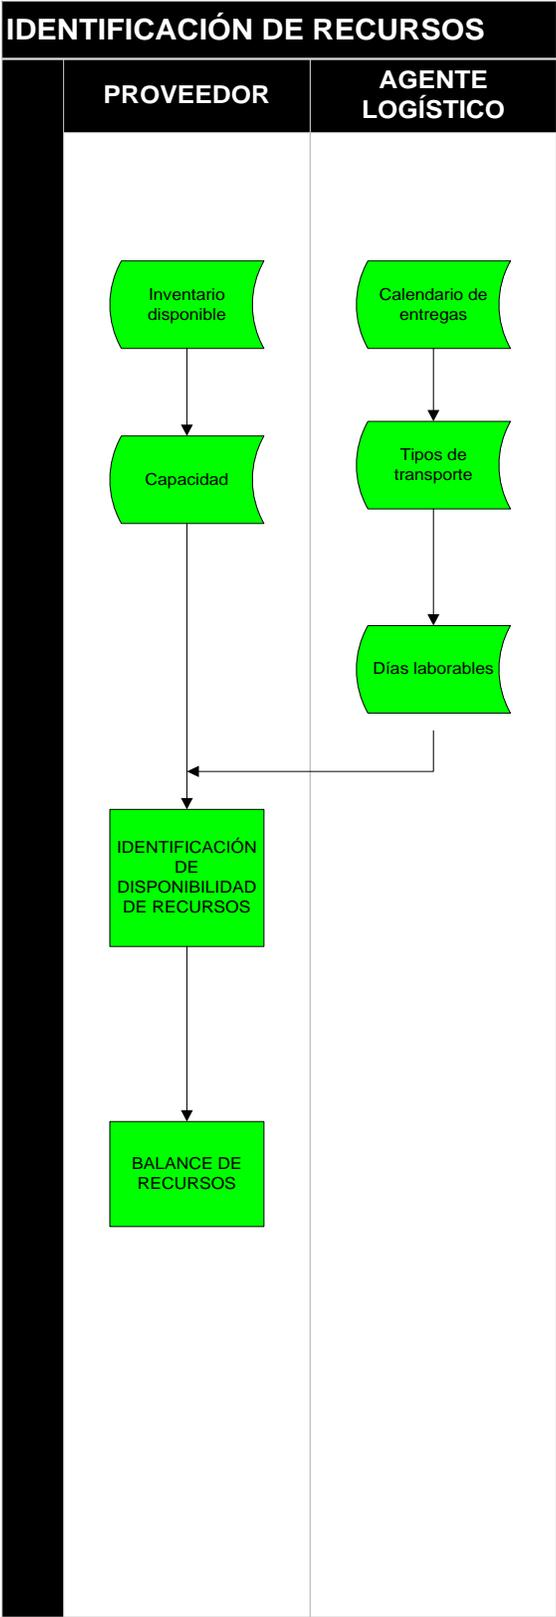 IDENTIFICACIÓN DE RECURSOS
PROVEEDOR
AGENTE
LOGÍSTICO
Inventario
disponible
Calendario de
entregas
Capacidad
Tipos de
transporte
Días laborables
IDENTIFICACIÓN
DE
DISPONIBILIDAD
DE RECURSOS
BALANCE DE
RECURSOS